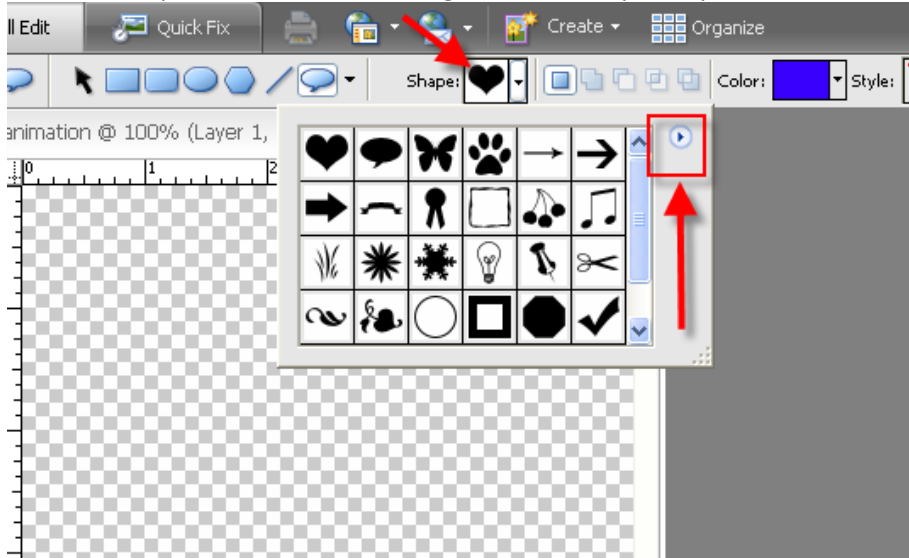 ll Edit Quick Fix Create Organize
Shape: Color: Style:
animation @ 100% (Layer 1,
0 1 2